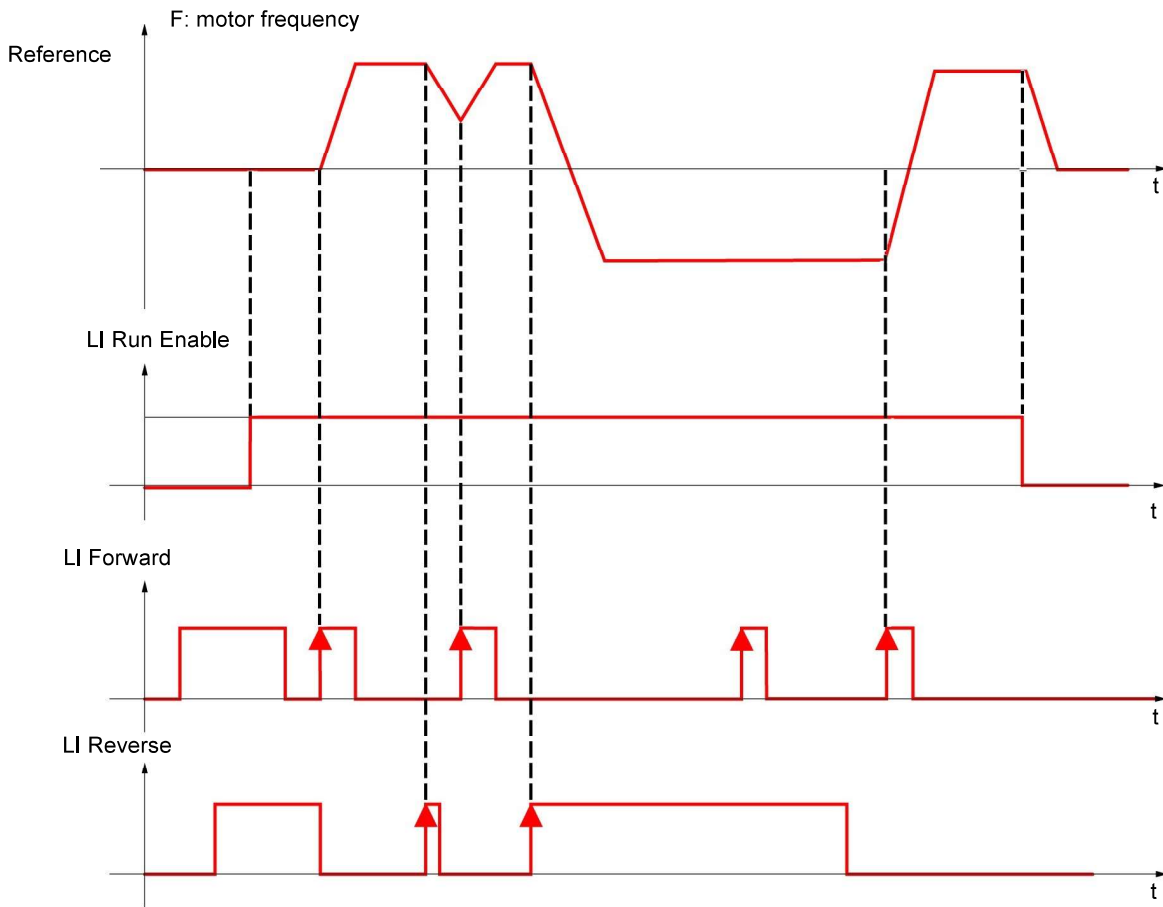 F: motor frequency
Reference
t
LI Run Enable
t
LI Forward
t
LI Reverse
t